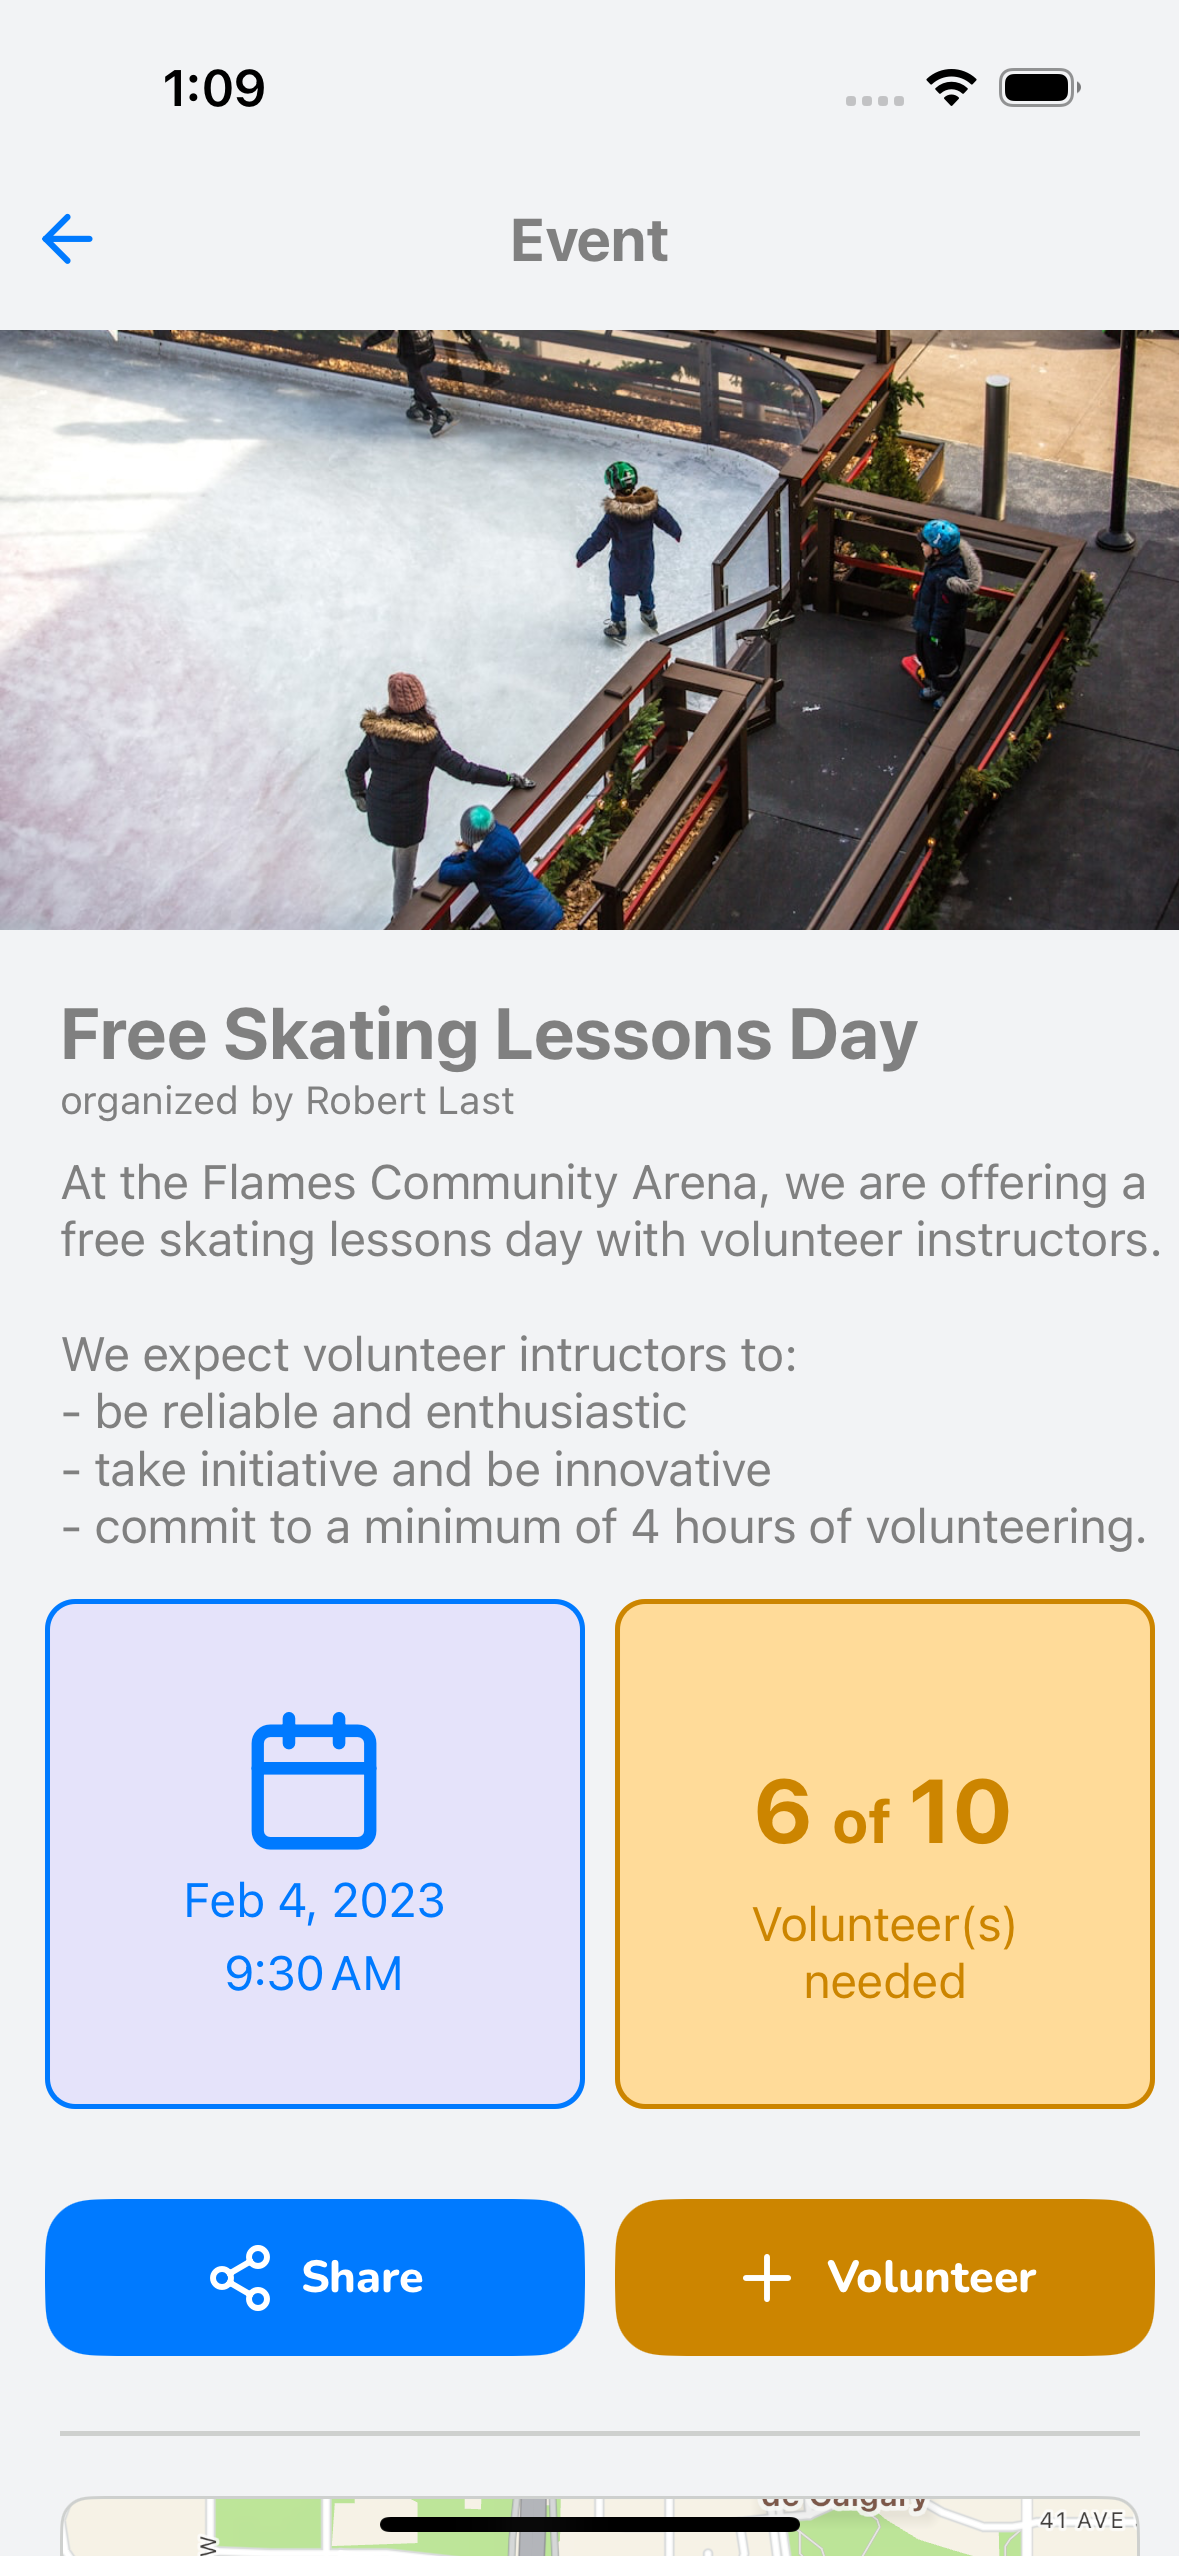 1:09
Event
Free Skating Lessons Day
organized by Robert Last
At the Flames Community Arena, we are offering a
free skating lessons day with volunteer instructors.
We expect volunteer intructors to:
- be reliable and enthusiastic
- take initiative and be innovative
- commit to a minimum of 4 hours of volunteering.
Feb 4, 2023
9:30 AM
6 of 10
Volunteer(s)
needed
Share
Volunteer
de Calgary
41 AVE
W